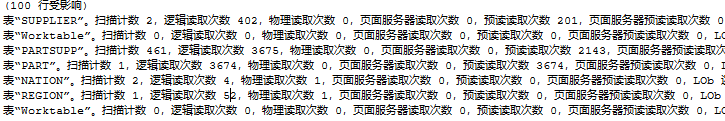 (100 行受影响)
表“SUPPLIER”。扫描计数 2，逻辑读取次数 402，物理读取次数 0，页面服务器读取次数 0，预读读取次数 201，页面服务器预读读取次数 0
表“Worktable”。扫描计数 0，逻辑读取次数 0，物理读取次数 0，页面服务器读取次数 0，预读读取次数 0，页面服务器预读读取次数 0，LO
表“PARTSUPP”。扫描计数 461，逻辑读取次数 3675，物理读取次数 0，页面服务器读取次数 0，预读读取次数 2143，页面服务器预读读取次
表“PART”。扫描计数 1，逻辑读取次数 3674，物理读取次数 0，页面服务器读取次数 0，预读读取次数 3674，页面服务器预读读取次数 0，
表“NATION”。扫描计数 2，逻辑读取次数 4，物理读取次数 1，页面服务器读取次数 0，预读读取次数 0，页面服务器预读读取次数 0，LOb
表“REGION”。扫描计数 1，逻辑读取次数 52，物理读取次数 1，页面服务器读取次数 0，预读读取次数 0，页面服务器预读读取次数 0，LOb
表“Worktable”。扫描计数 0，逻辑读取次数 0，物理读取次数 0，页面服务器读取次数 0，预读读取次数 0，页面服务器预读读取次数 0，LO